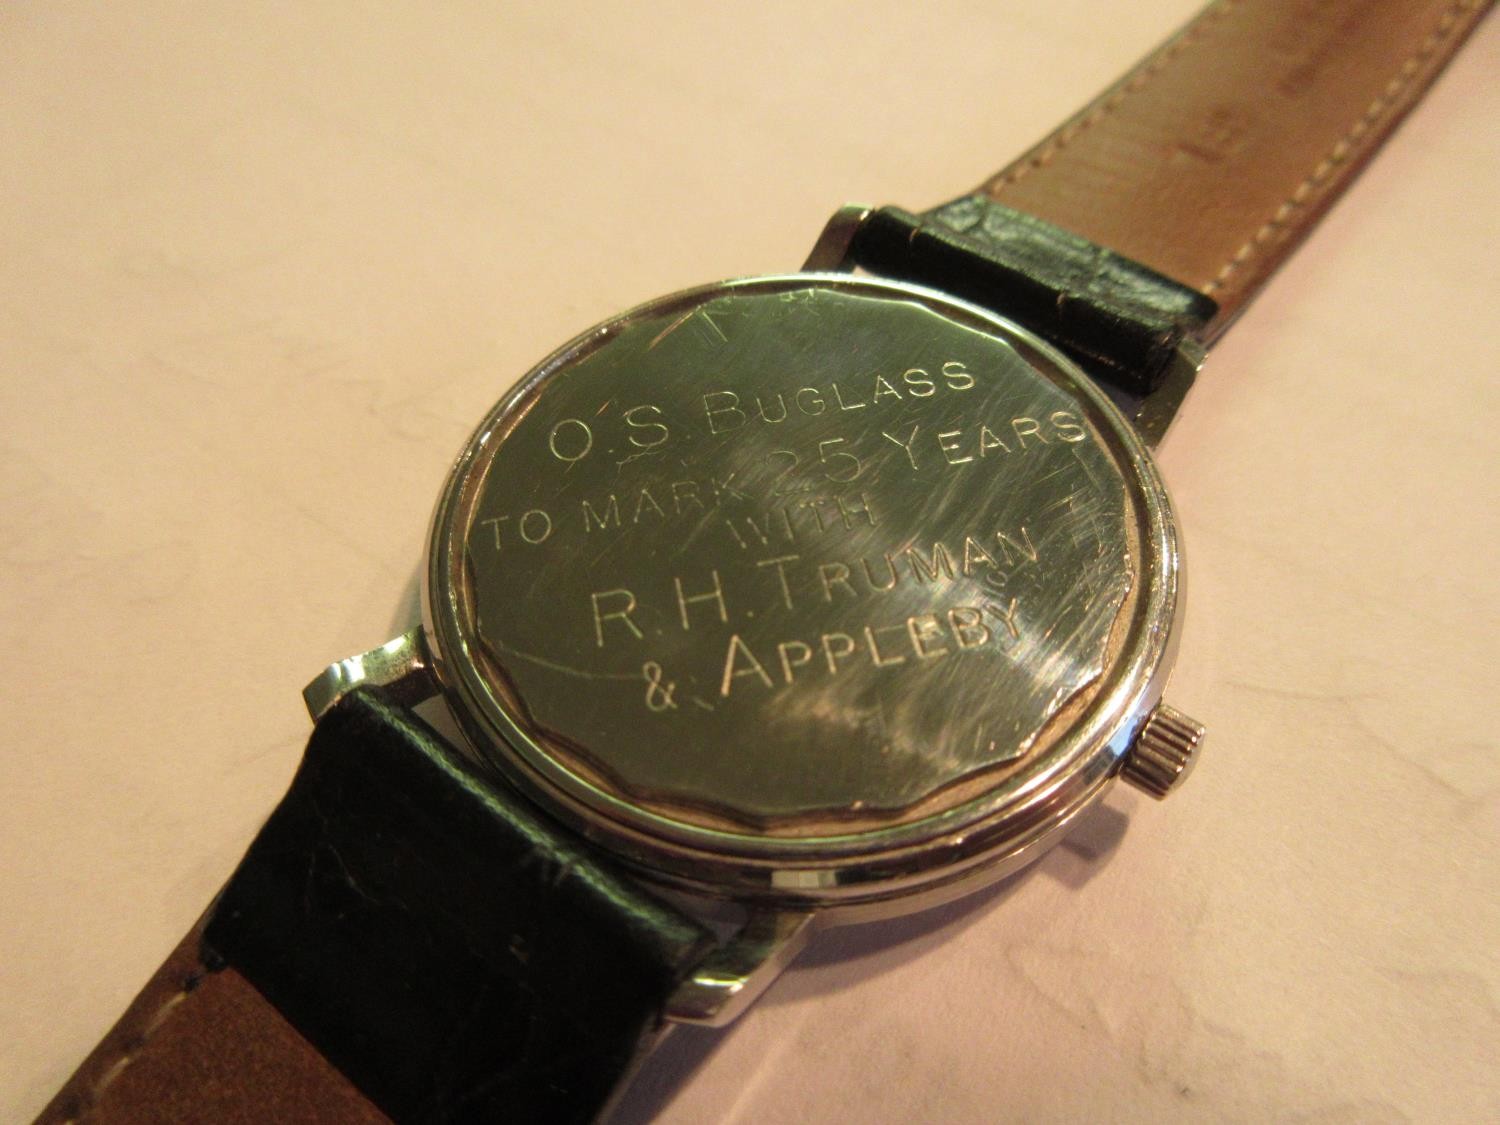 O.S. BUGLASS
TO MARK 25 YEARS
WITH
R.H. TRUMAN
& APPLEBY